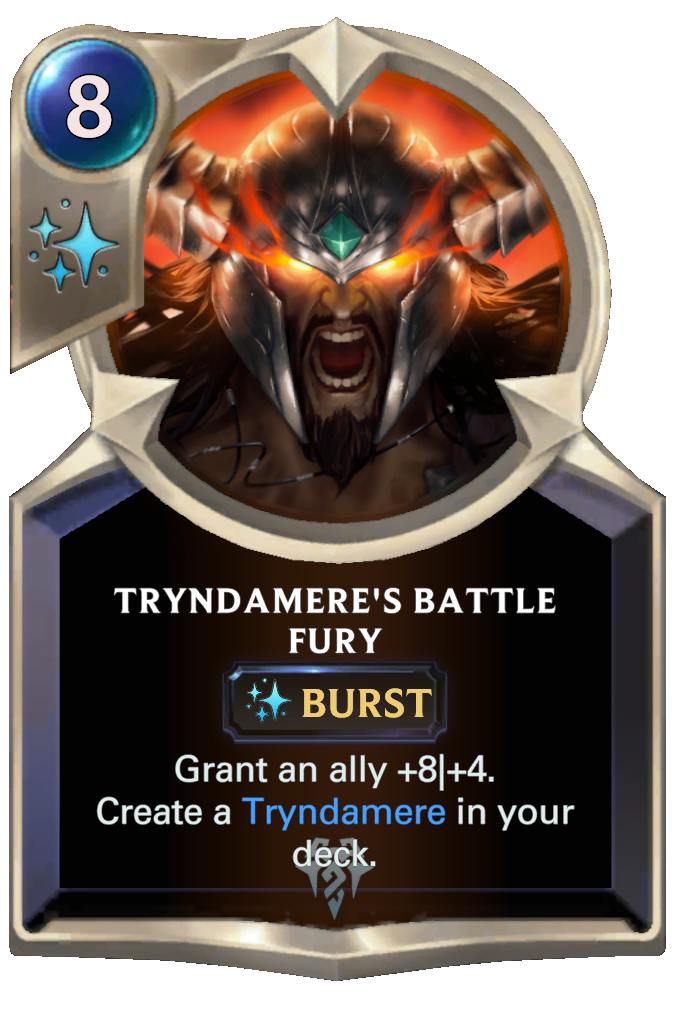 8
TRYNDAMERE'S BATTLE
FURY
BURST
Grant an ally +8|+4.
Create a Tryndamere in your
deck.